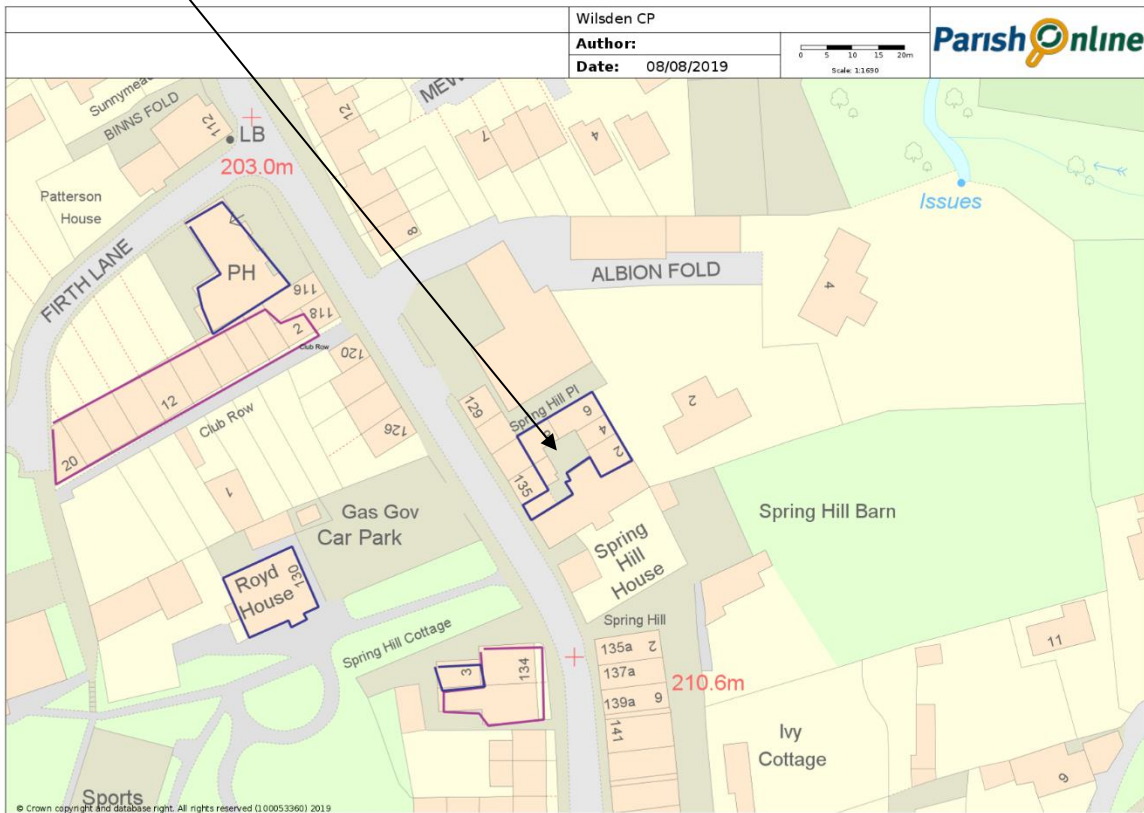 Wilsden CP
Author:
Date: 08/08/2019
0 5 10 15 20m
Scale: 1:1690
Parish Online
Sunnymea
BINNS FOLD
112
LB
203.0m
12
MEW
7
4
Patterson
House
Issues
8
FIRTH LANE
PH
116
118
2
Club Row
ALBION FOLD
4
120
12
Club Row
126
20
129
Spring Hill Pl
6
4
2
135
2
1
Gas Gov
Car Park
Spring Hill Barn
Spring
Hill
House
Royd
House
130
Spring Hill Cottage
Spring Hill
3
134
135a 2
137a
139a 6
141
210.6m
11
Ivy
Cottage
9
Sports
© Crown copyright and database right. All rights reserved (100053360) 2019